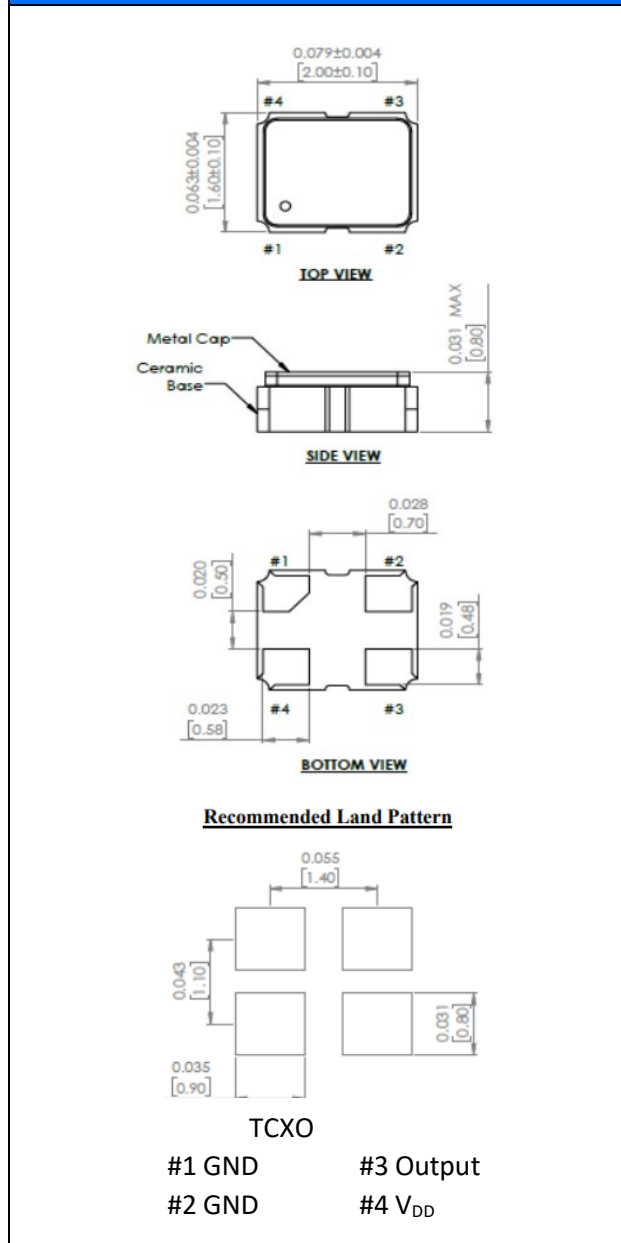 0.079±0.004
[2.00±0.10]
#4 #3
0.063±0.004
[1.60±0.10]
#1 #2
TOP VIEW
0.031 MAX
[0.80]
Metal Cap
Ceramic
Base
SIDE VIEW
0.028
[0.70]
#1 #2
0.020
[0.50]
0.019
[0.48]
0.023
[0.58]
#4 #3
BOTTOM VIEW
Recommended Land Pattern
0.055
[1.40]
0.043
[1.10]
0.031
[0.80]
0.035
[0.90]
TCXO
#1 GND #3 Output
#2 GND #4 VDD